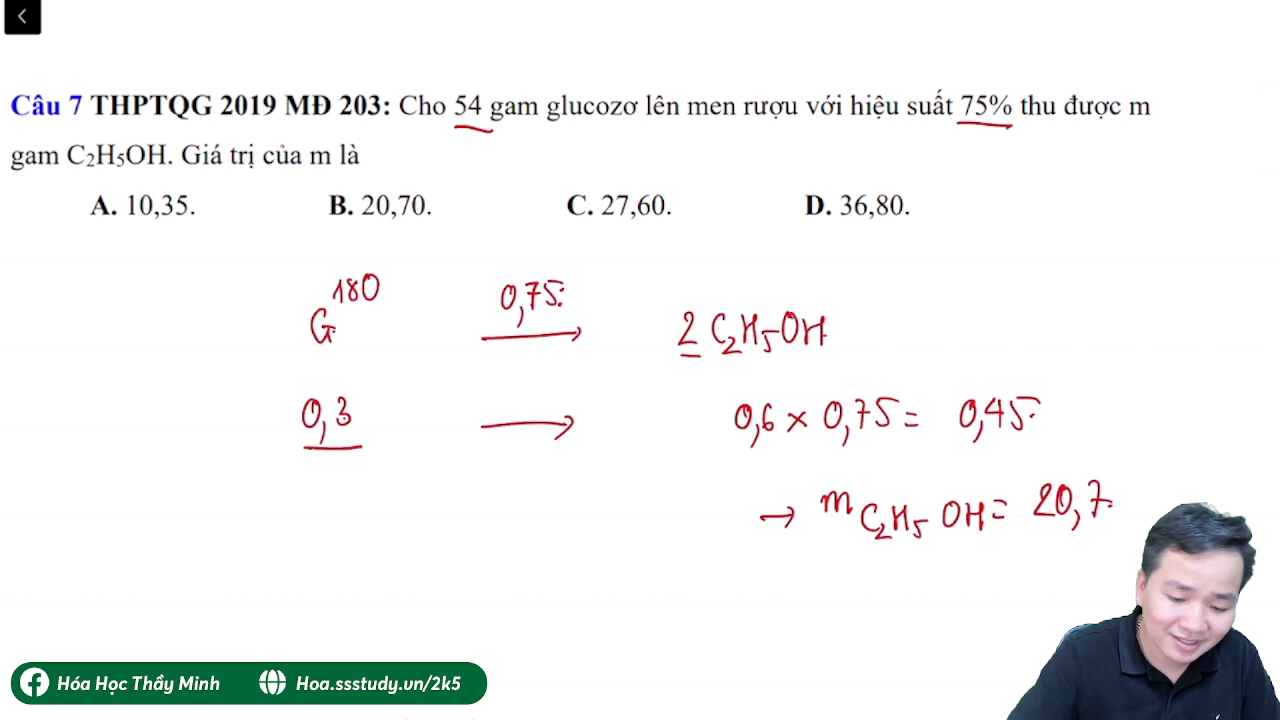 Câu 7 THPTQG 2019 MĐ 203: Cho 54 gam glucozơ lên men rượu với hiệu suất 75% thu được m
gam C₂H₅OH. Giá trị của m là
A. 10,35. B. 20,70. C. 27,60. D. 36,80.
G 180 0,75 → 2 C₂H₅OH
0,3 → 0,6 × 0,75 = 0,45
→ m C₂H₅OH = 20,7
Hóa Học Thầy Minh Hoa.ssstudy.vn/2k5